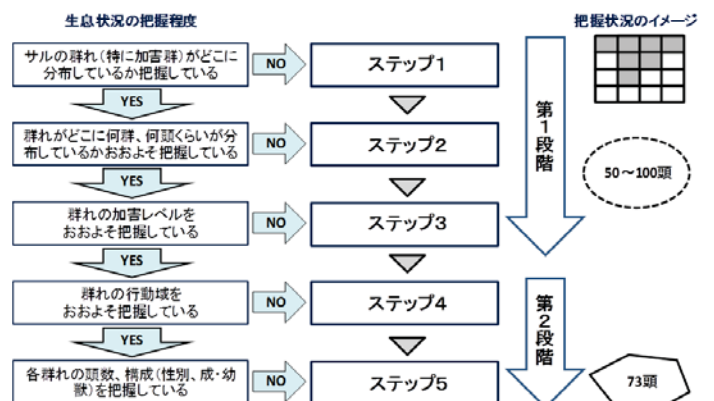 生息状況の把握程度
把握状況のイメージ
サルの群れ(特に加害群)がどこに
分布しているか把握している
NO
ステップ1
YES
群れがどこに何群、何頭くらいが分
布しているかおおよそ把握している
NO
ステップ2
第1段階
50~100頭
YES
群れの加害レベルを
おおよそ把握している
NO
ステップ3
YES
群れの行動域を
おおよそ把握している
NO
ステップ4
第2段階
YES
各群れの頭数、構成(性別、成・幼
獣)を把握している
NO
ステップ5
73頭